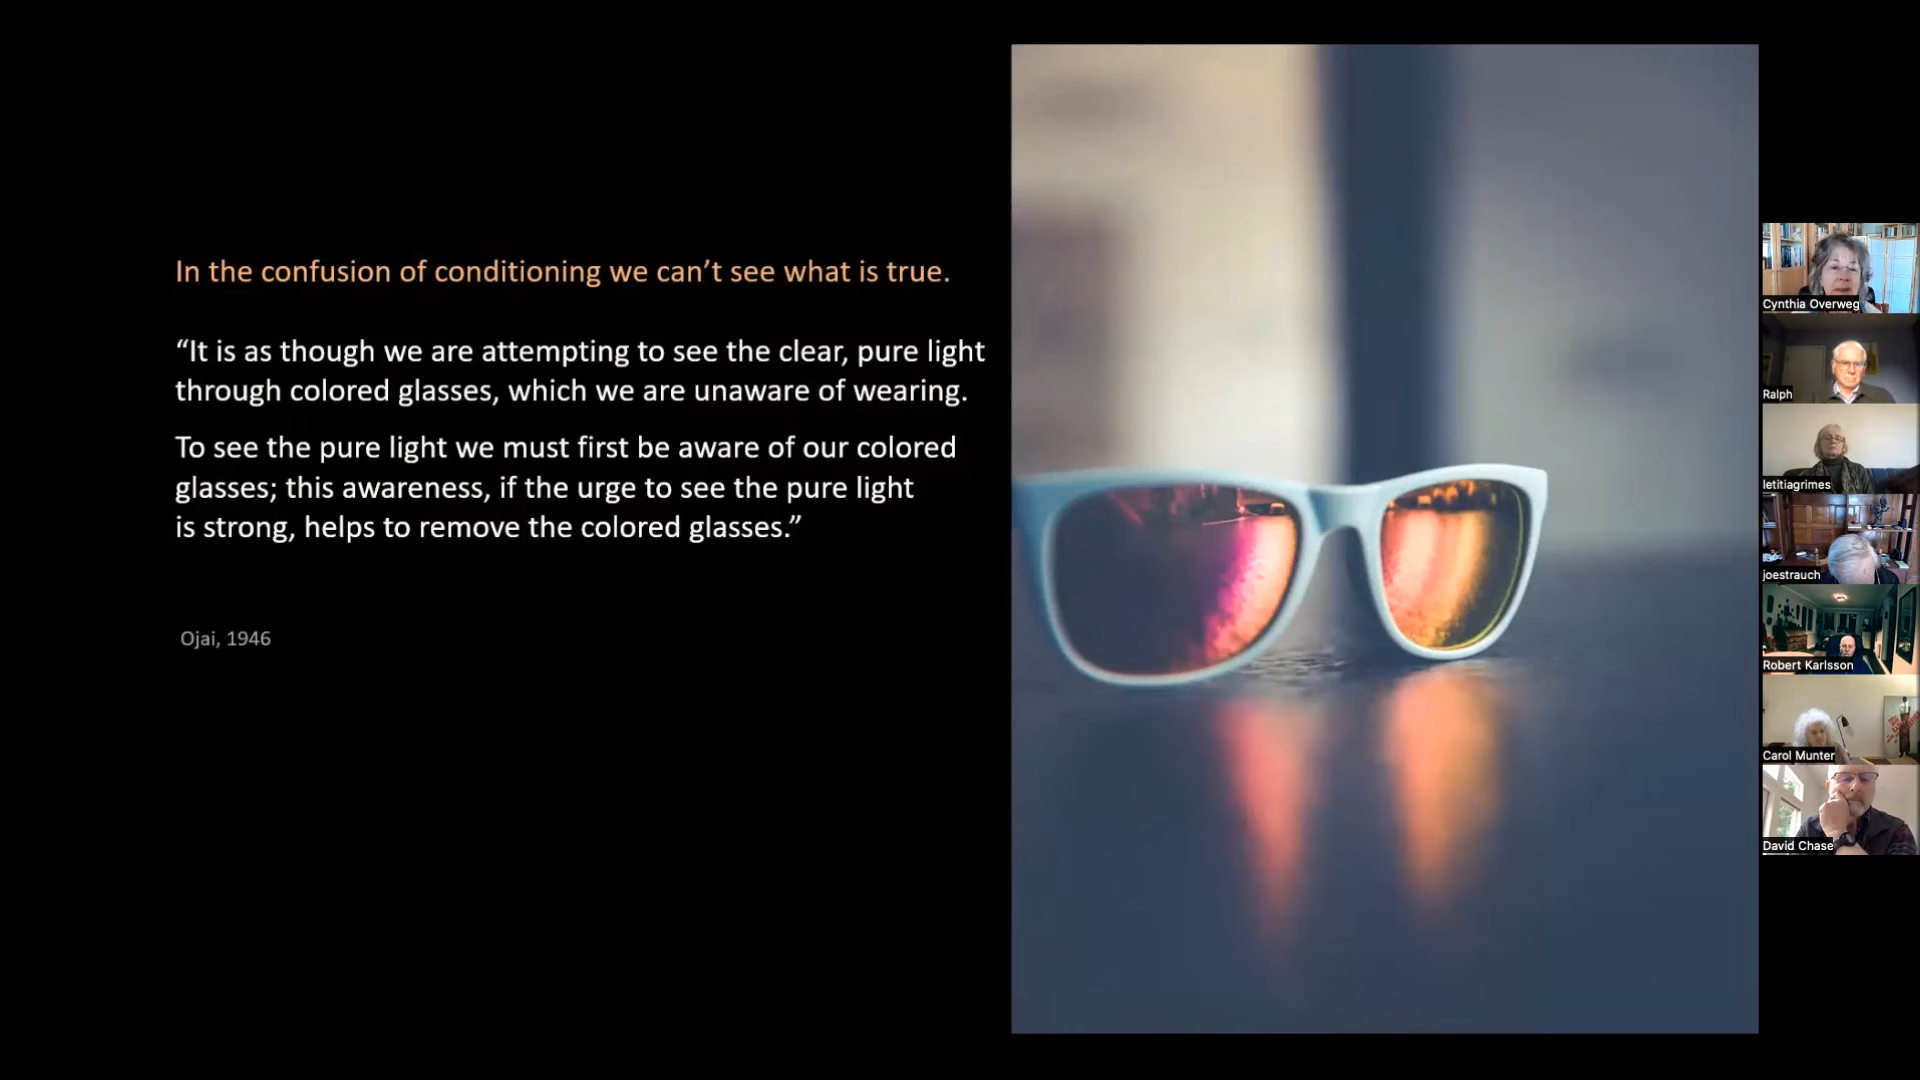 In the confusion of conditioning we can’t see what is true.
“It is as though we are attempting to see the clear, pure light
through colored glasses, which we are unaware of wearing.
To see the pure light we must first be aware of our colored
glasses; this awareness, if the urge to see the pure light
is strong, helps to remove the colored glasses.”
Ojai, 1946
Cynthia Overweg
Ralph
letitiagrimes
joestrauch
Robert Karlsson
Carol Munter
David Chase